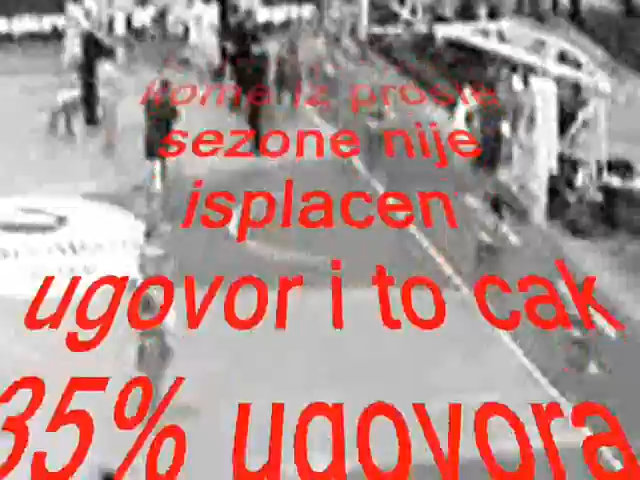 kome iz prosle
sezone nije
isplacen
ugovor i to cak
35% ugovora